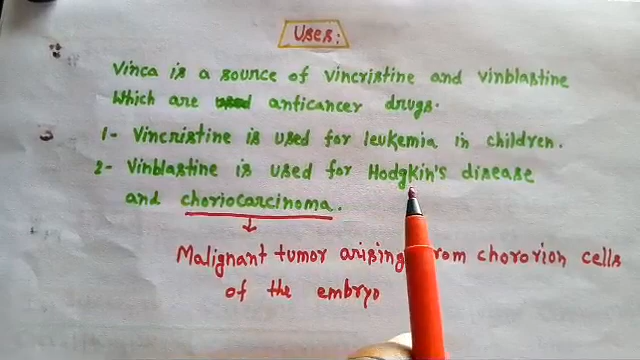 Uses:
Vinca is a source of vincristine and vinblastine
which are anticancer drugs.
1- Vincristine is used for leukemia in children.
2- Vinblastine is used for Hodgkin's disease
and choriocarcinoma.
Malignant tumor arising from chororion cells
of the embryo